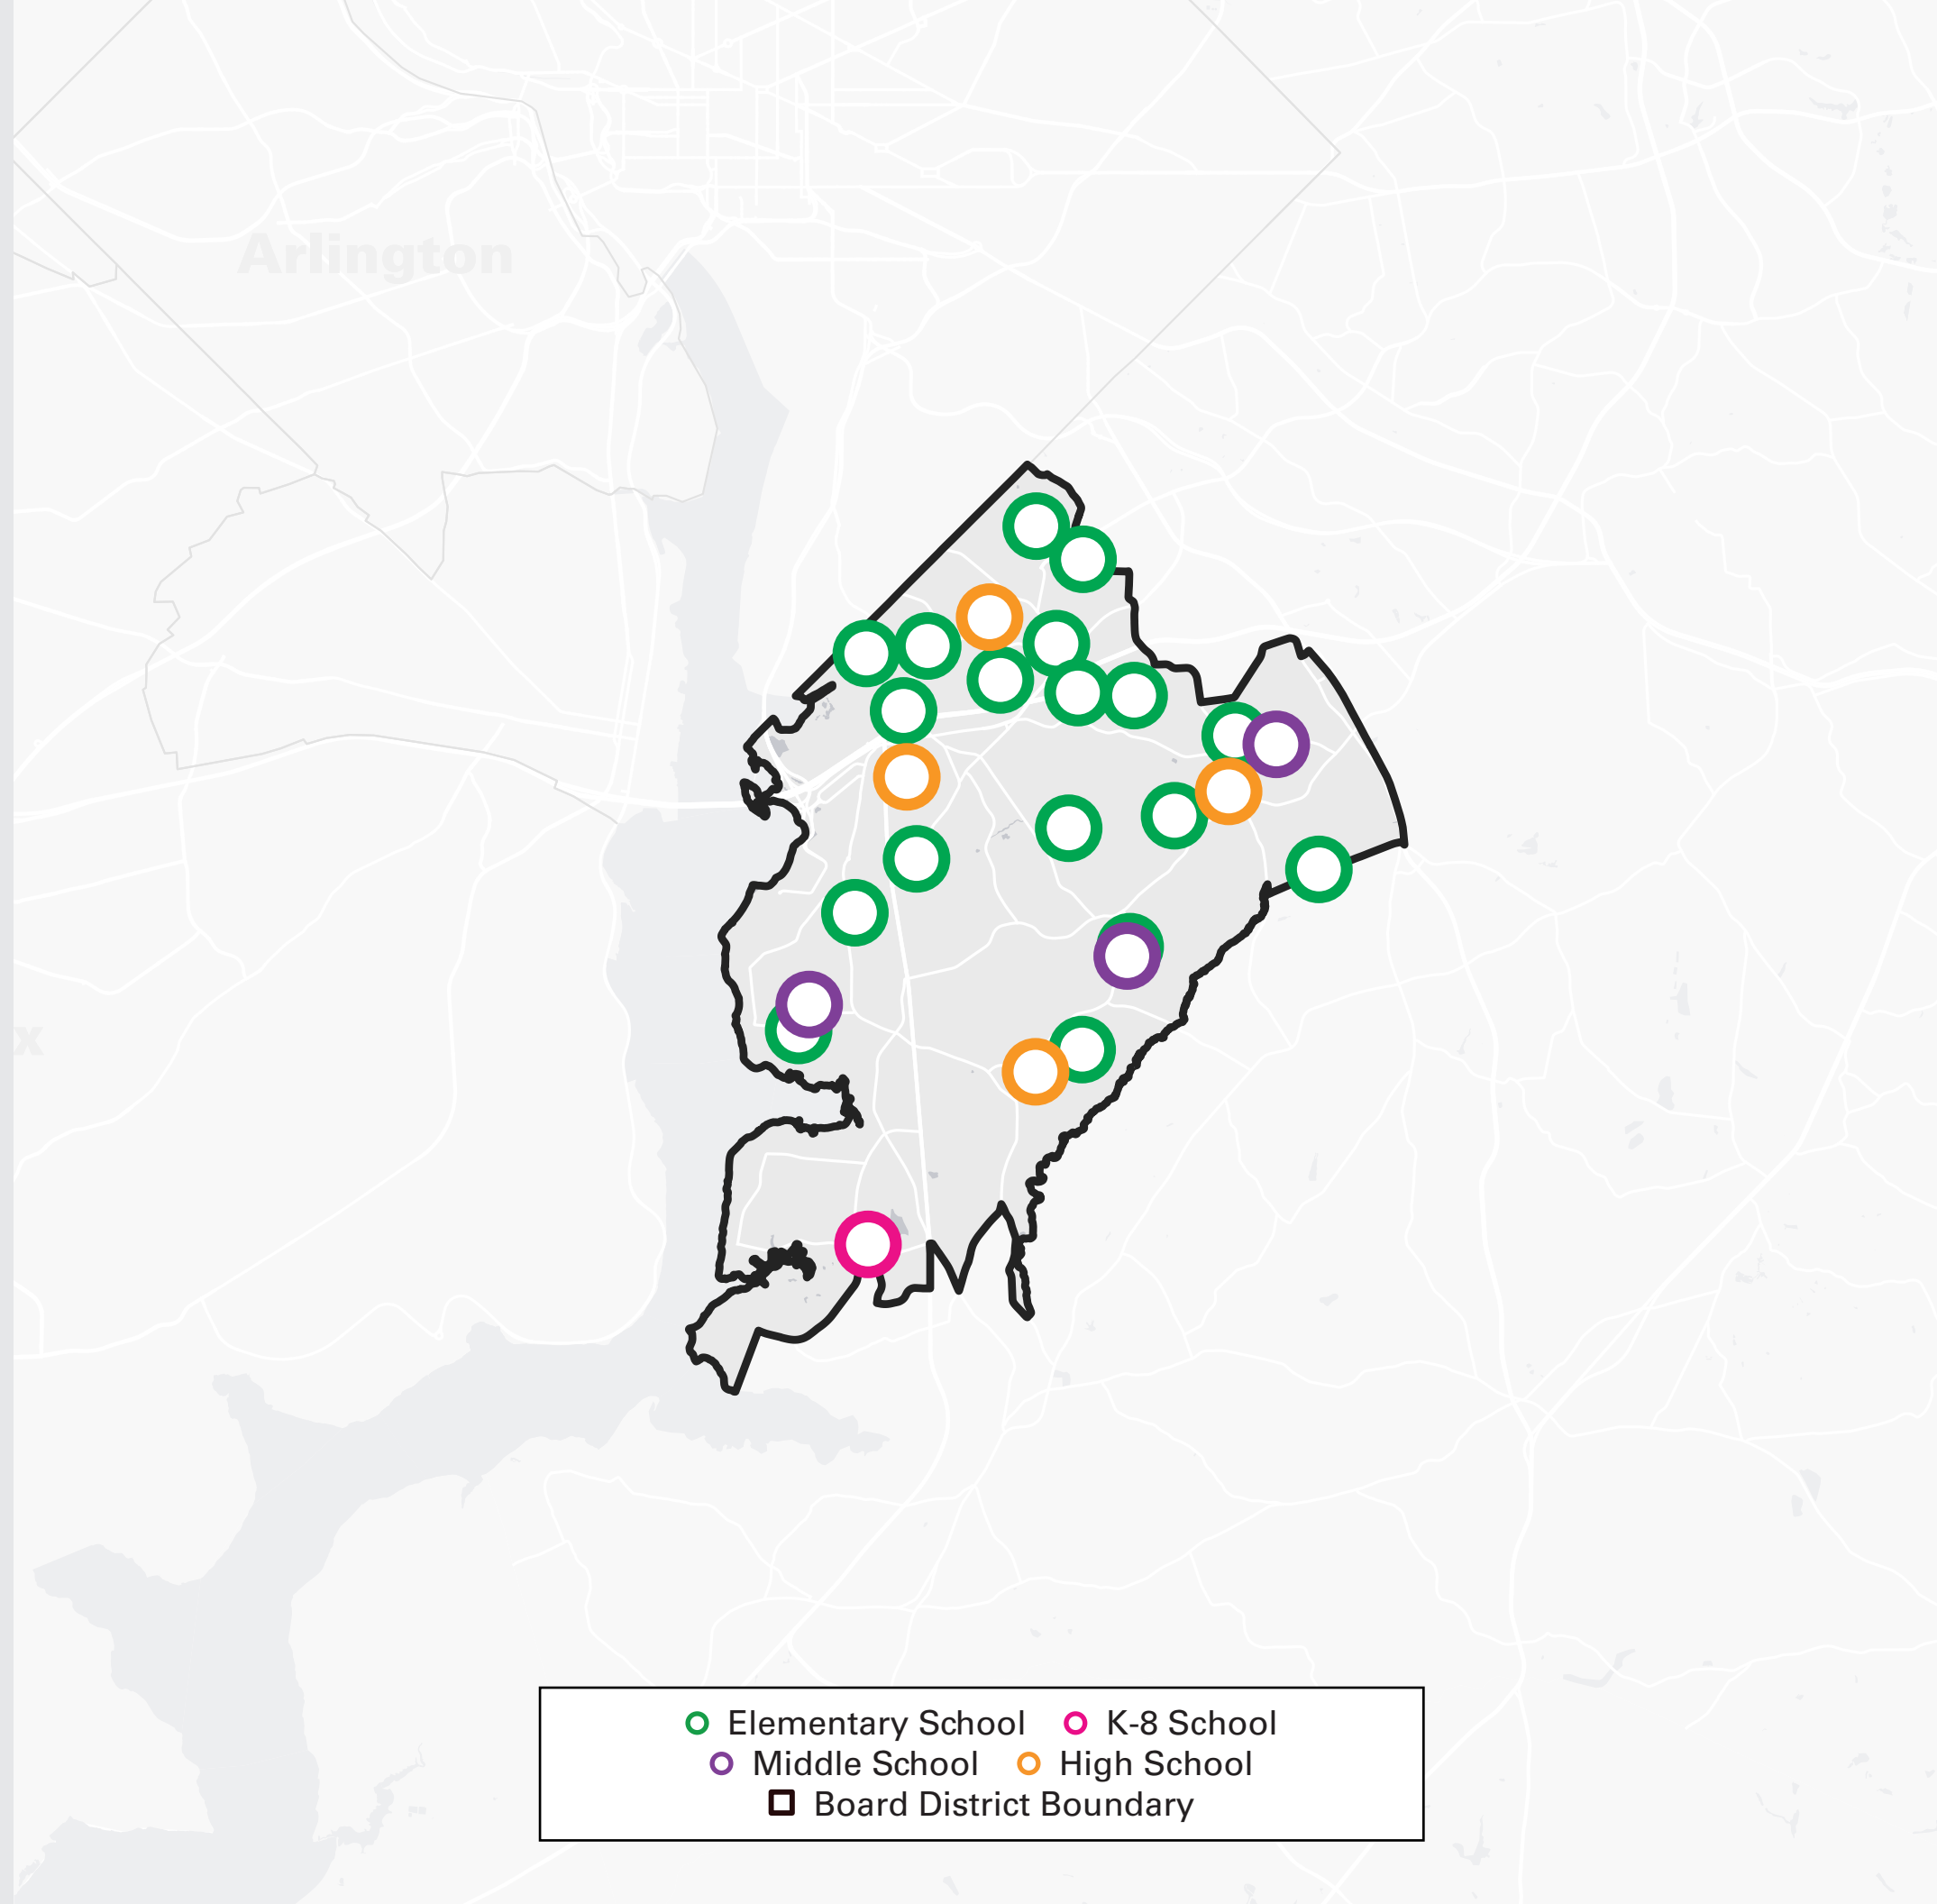 Arlington
x
Elementary School K-8 School
Middle School High School
Board District Boundary